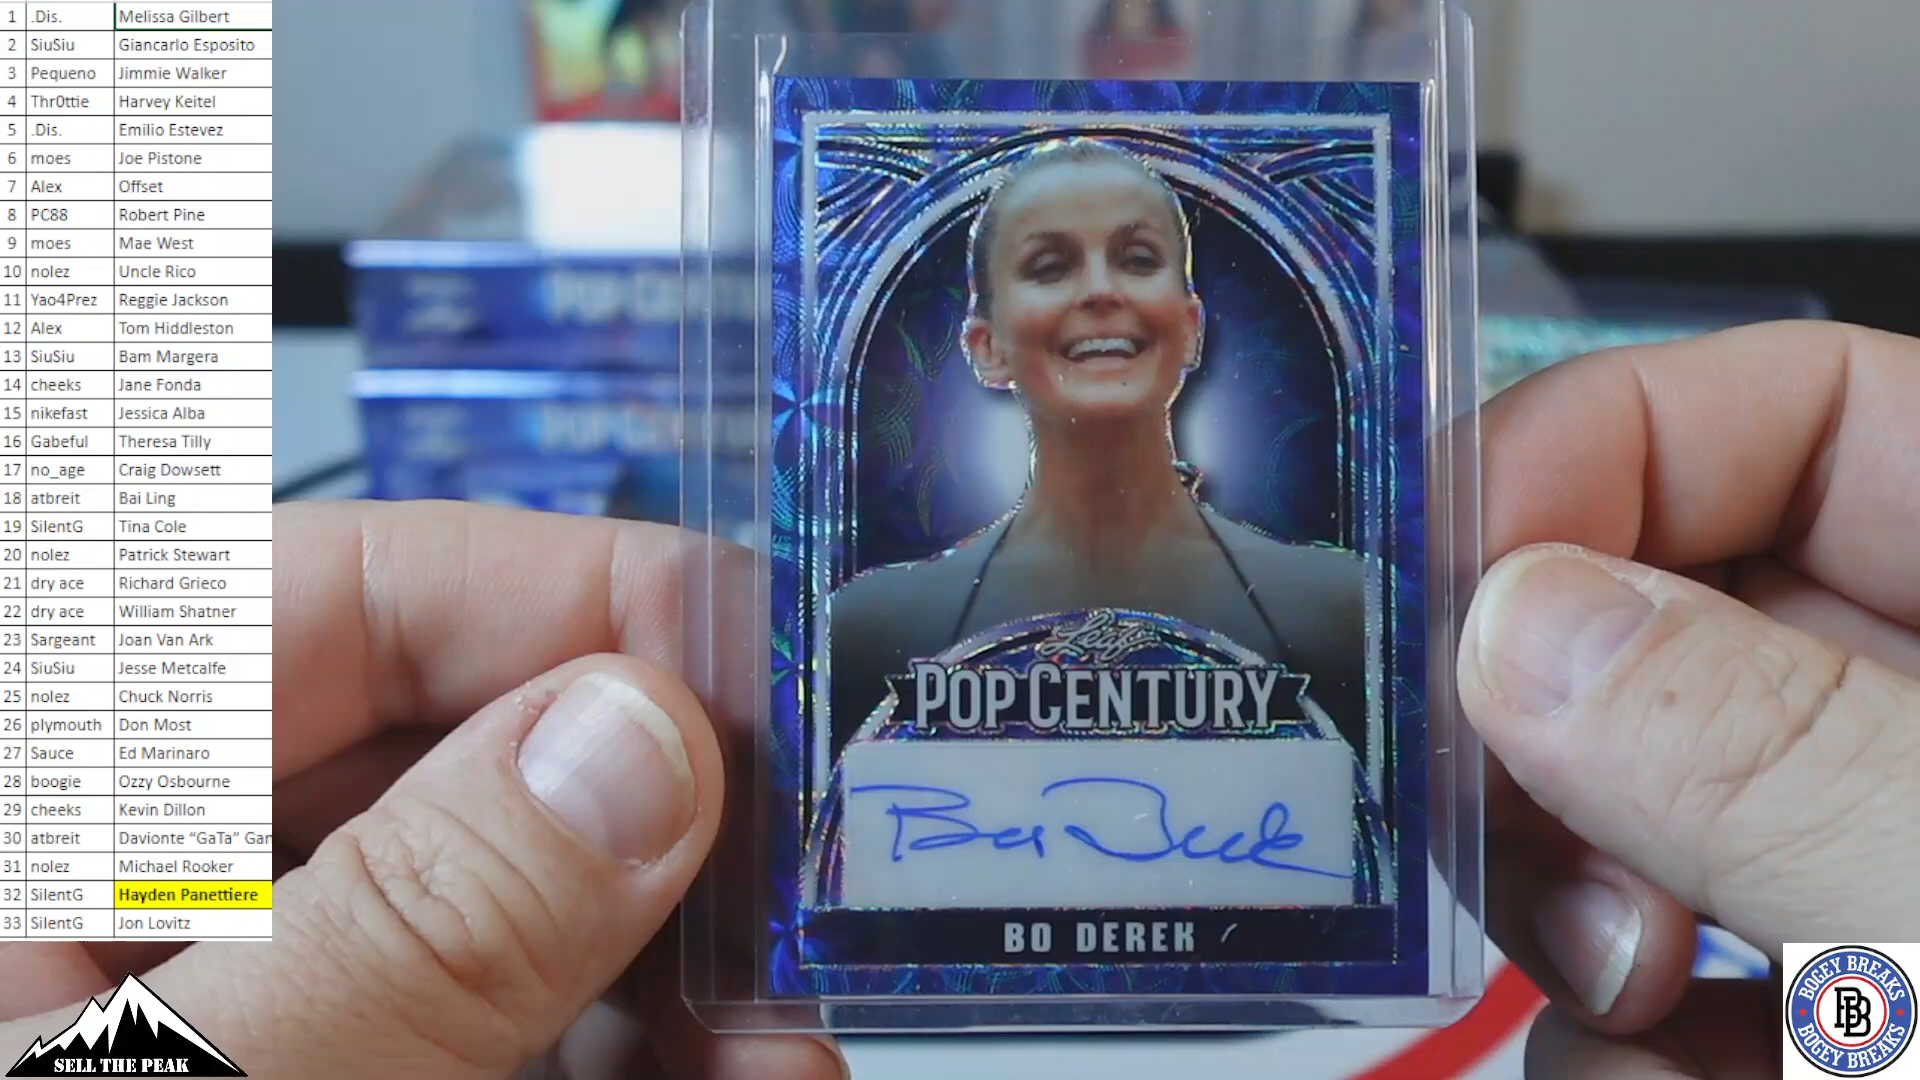 1 .Dis. Melissa Gilbert
2 SiuSiu Giancarlo Esposito
3 Pequeno Jimmie Walker
4 Thr0ttie Harvey Keitel
5 .Dis. Emilio Estevez
6 moes Joe Pistone
7 Alex Offset
8 PC88 Robert Pine
9 moes Mae West
10 nolez Uncle Rico
11 Yao4Prez Reggie Jackson
12 Alex Tom Hiddleston
13 SiuSiu Bam Margera
14 cheeks Jane Fonda
15 nikefast Jessica Alba
16 Gabeful Theresa Tilly
17 no_age Craig Dowsett
18 atbreit Bai Ling
19 SilentG Tina Cole
20 nolez Patrick Stewart
21 dry ace Richard Grieco
22 dry ace William Shatner
23 Sargeant Joan Van Ark
24 SiuSiu Jesse Metcalfe
25 nolez Chuck Norris
26 plymouth Don Most
27 Sauce Ed Marinaro
28 boogie Ozzy Osbourne
29 cheeks Kevin Dillon
30 atbreit Davionte “GaTa” Gan
31 nolez Michael Rooker
32 SilentG Hayden Panettiere
33 SilentG Jon Lovitz
SELL THE PEAK
POP CENTURY
POP CENTURY
Leaf
POP CENTURY
Bo Derek
BO DEREK
BOGEY BREAKS
BB
BOGEY BREAKS